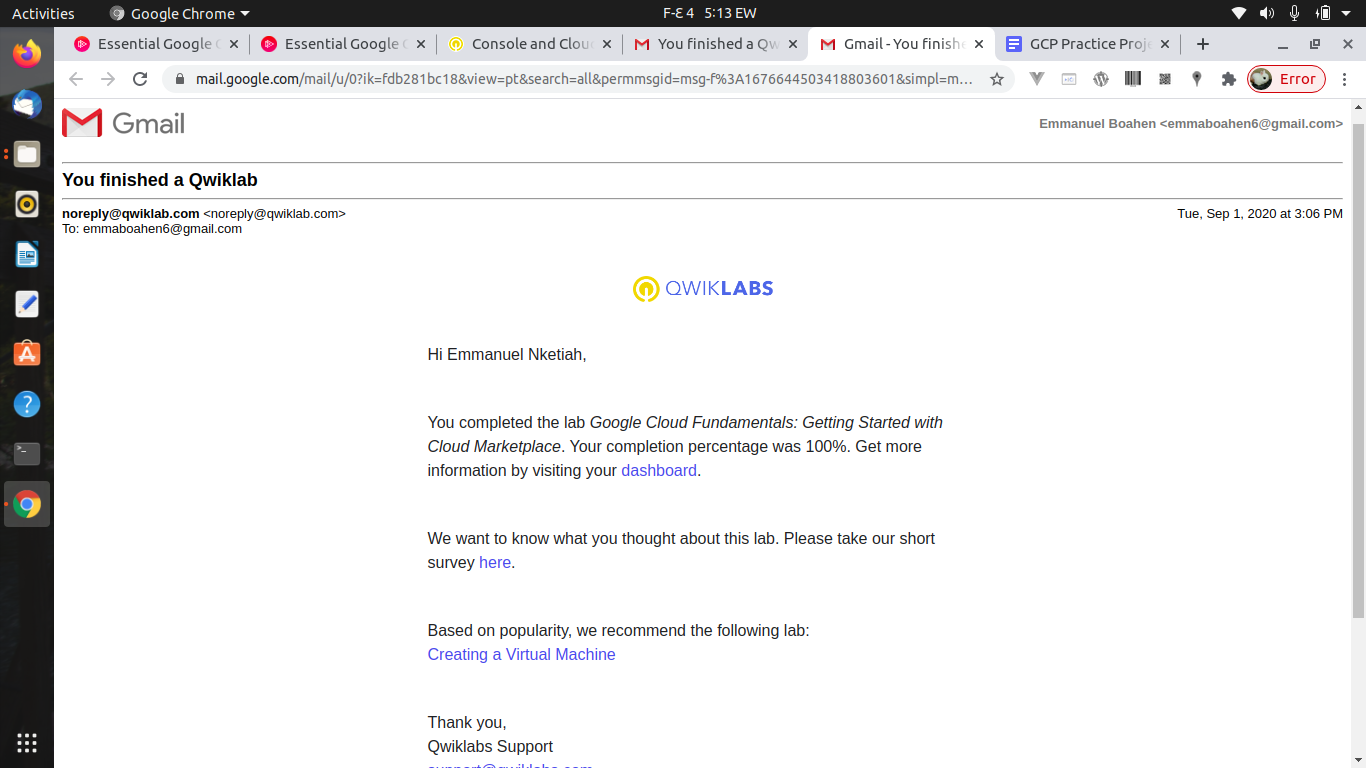 Activities
Google Chrome
F-Ɛ 4 5:13 EW
Essential Google C
Essential Google C
Console and Clou
You finished a Qw
Gmail - You finish
GCP Practice Proj
mail.google.com/mail/u/0?ik=fdb281bc18&view=pt&search=all&permmsgid=msg-f%3A1676644503418803601&simpl=m…
Error
Gmail
Emmanuel Boahen <emmaboahen6@gmail.com>
You finished a Qwiklab
noreply@qwiklab.com <noreply@qwiklab.com>
Tue, Sep 1, 2020 at 3:06 PM
To: emmaboahen6@gmail.com
QWIKLABS
Hi Emmanuel Nketiah,
You completed the lab Google Cloud Fundamentals: Getting Started with
Cloud Marketplace. Your completion percentage was 100%. Get more
information by visiting your dashboard.
We want to know what you thought about this lab. Please take our short
survey here.
Based on popularity, we recommend the following lab:
Creating a Virtual Machine
Thank you,
Qwiklabs Support
support@qwiklabs.com